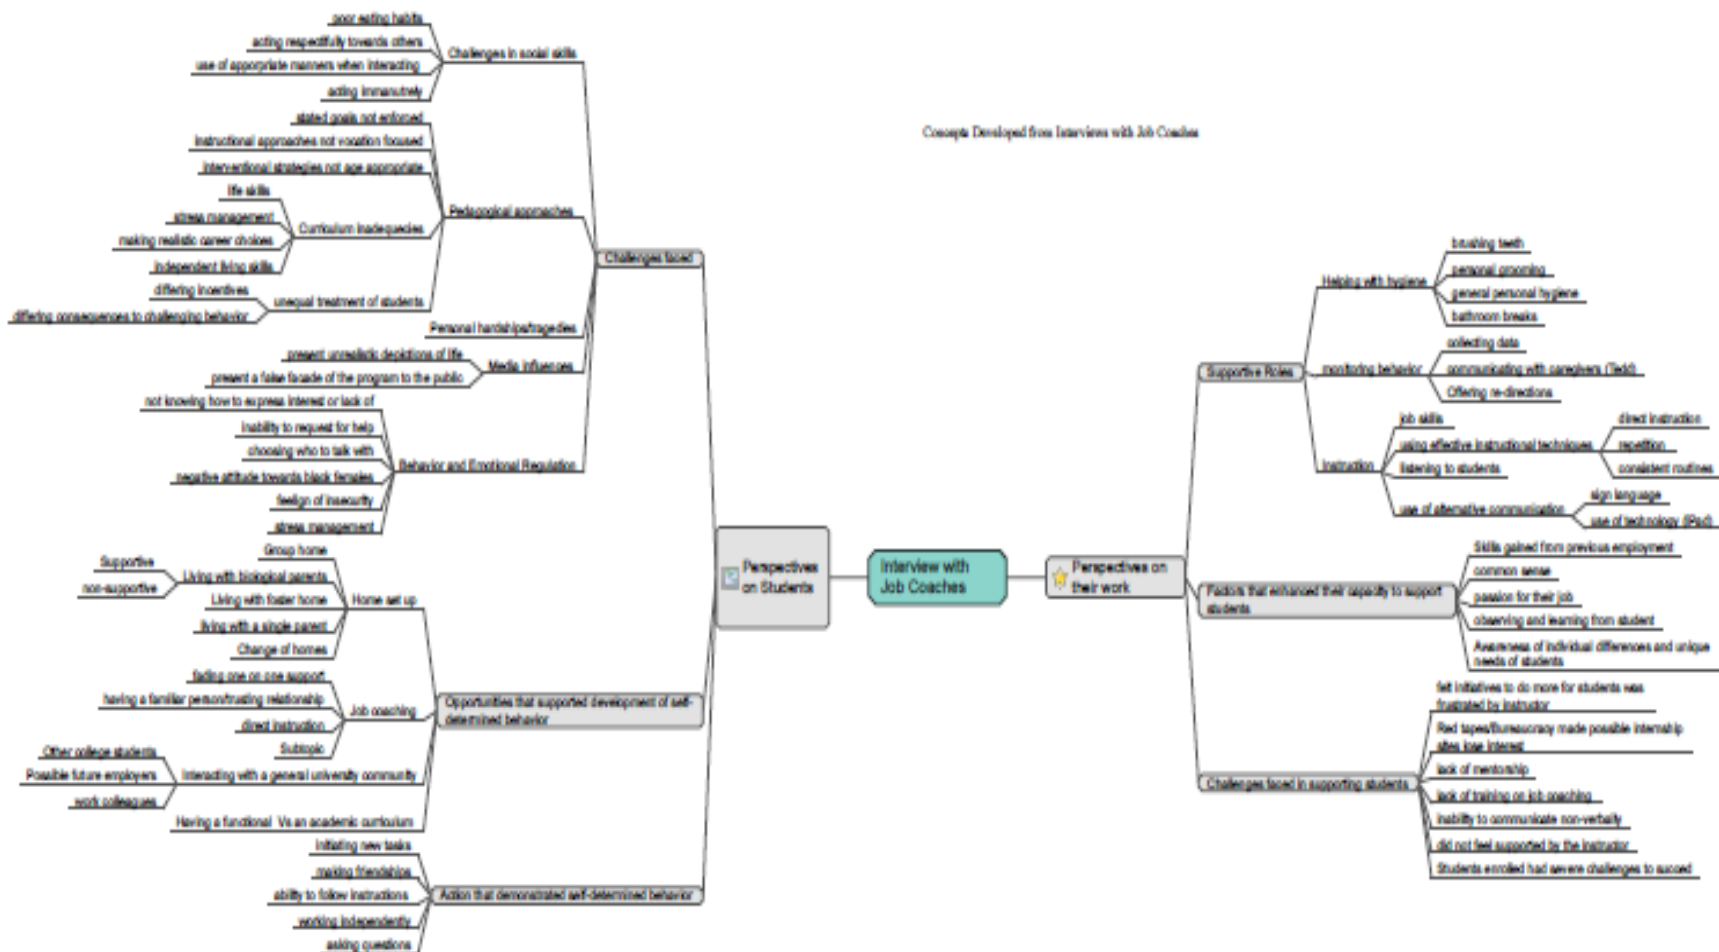 poor eating habits
acting respectfully towards others
use of apporpriate manners when interacting
acting immanutrely
Challenges in social skills
stated goals not enforced
instructional approaches not vocation focused
interventional strategies not age appropriate
life skills
stress management
making realistic career choices
independent living skills
Curriculum inadequecies
differing incentives
differing consequences to challenging behavior
unequal treatment of students
Pedagogical approaches
Personal hardships/tragedies
present unrealistic depictions of life
present a false facade of the program to the public
Media influences
not knowing how to express interest or lack of
inability to request for help
choosing who to talk with
negative attitude towards black females
feelign of insecurity
stress management
Behavior and Emotional Regulation
Challenges faced
Group home
Supportive
non-supportive
Living with biological parents
Living with foster home
living with a single parent
Change of homes
Home set up
fading one on one support
having a familiar person/trusting relationship
direct instruction
Subtopic
Job coaching
Other college students
Possible future employers
work colleagues
Interacting with a general university community
Having a functional Vs an academic curriculum
Opportunities that supported development of self-
determined behavior
initiating new tasks
making friendships
ability to follow instructions
working independently
asking questions
Action that demonstrated self-determined behavior
Perspectives
on Students
Interview with
Job Coaches
Concepts Developed from Interviews with Job Coaches
Perspectives on
their work
Supportive Roles
Helping with hygiene
brushing teeth
personal grooming
general personal hygiene
bathroom breaks
monitoring behavior
collecting data
communicating with caregivers (Text)
Offering re-directions
Instruction
job skills
using effective instructional techniques
direct instruction
repetition
consistent routines
listening to students
use of alternative communication
sign language
use of technology (iPad)
Factors that enhanced their capacity to support
students
Skills gained from previous employment
common sense
passion for their job
observing and learning from student
Awareness of individual differences and unique
needs of students
Challenges faced in supporting students
felt initiatives to do more for students was
frustrated by instructor
Red tapes/Bureaucracy made possible internship
sites lose interest
lack of mentorship
lack of training on job coaching
inability to communicate non-verbally
did not feel supported by the instructor
Students enrolled had severe challenges to succed